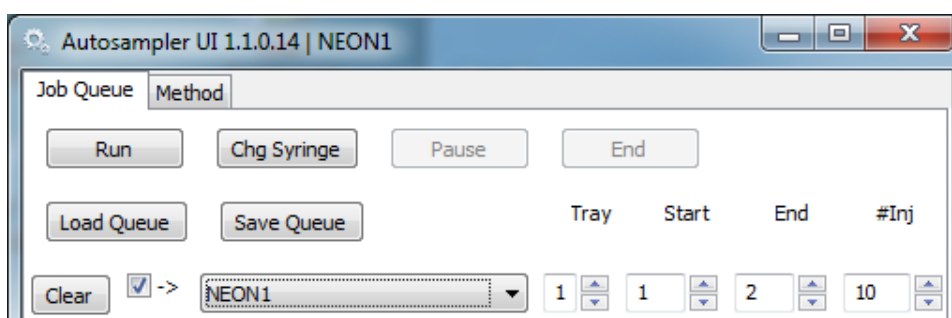 Autosampler UI 1.1.0.14 | NEON1
Job Queue Method
Run Chg Syringe Pause End
Load Queue Save Queue Tray Start End #Inj
Clear -> NEON1 1 1 2 10